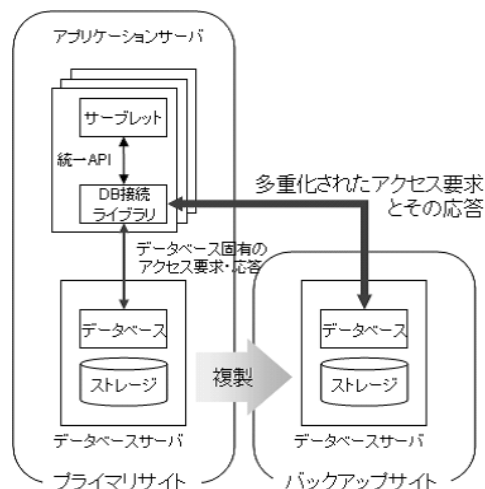 アプリケーションサーバ
サーブレット
統一API
DB接続
ライブラリ
多重化されたアクセス要求
とその応答
データベース固有の
アクセス要求・応答
データベース
ストレージ
データベースサーバ
複製
データベース
ストレージ
データベースサーバ
プライマリサイト
バックアップサイト